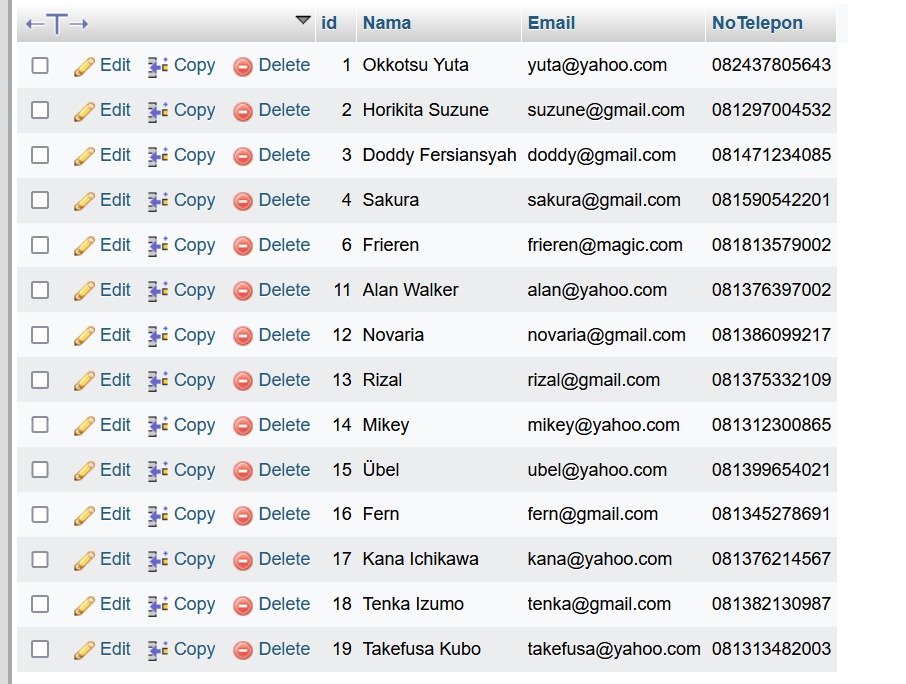 ←T→ id Nama Email NoTelepon
Edit Copy Delete 1 Okkotsu Yuta yuta@yahoo.com 082437805643
Edit Copy Delete 2 Horikita Suzune suzune@gmail.com 081297004532
Edit Copy Delete 3 Doddy Fersiansyah doddy@gmail.com 081471234085
Edit Copy Delete 4 Sakura sakura@gmail.com 081590542201
Edit Copy Delete 6 Frieren frieren@magic.com 081813579002
Edit Copy Delete 11 Alan Walker alan@yahoo.com 081376397002
Edit Copy Delete 12 Novaria novaria@gmail.com 081386099217
Edit Copy Delete 13 Rizal rizal@gmail.com 081375332109
Edit Copy Delete 14 Mikey mikey@yahoo.com 081312300865
Edit Copy Delete 15 Übel ubel@yahoo.com 081399654021
Edit Copy Delete 16 Fern fern@gmail.com 081345278691
Edit Copy Delete 17 Kana Ichikawa kana@yahoo.com 081376214567
Edit Copy Delete 18 Tenka Izumo tenka@gmail.com 081382130987
Edit Copy Delete 19 Takefusa Kubo takefusa@yahoo.com 081313482003